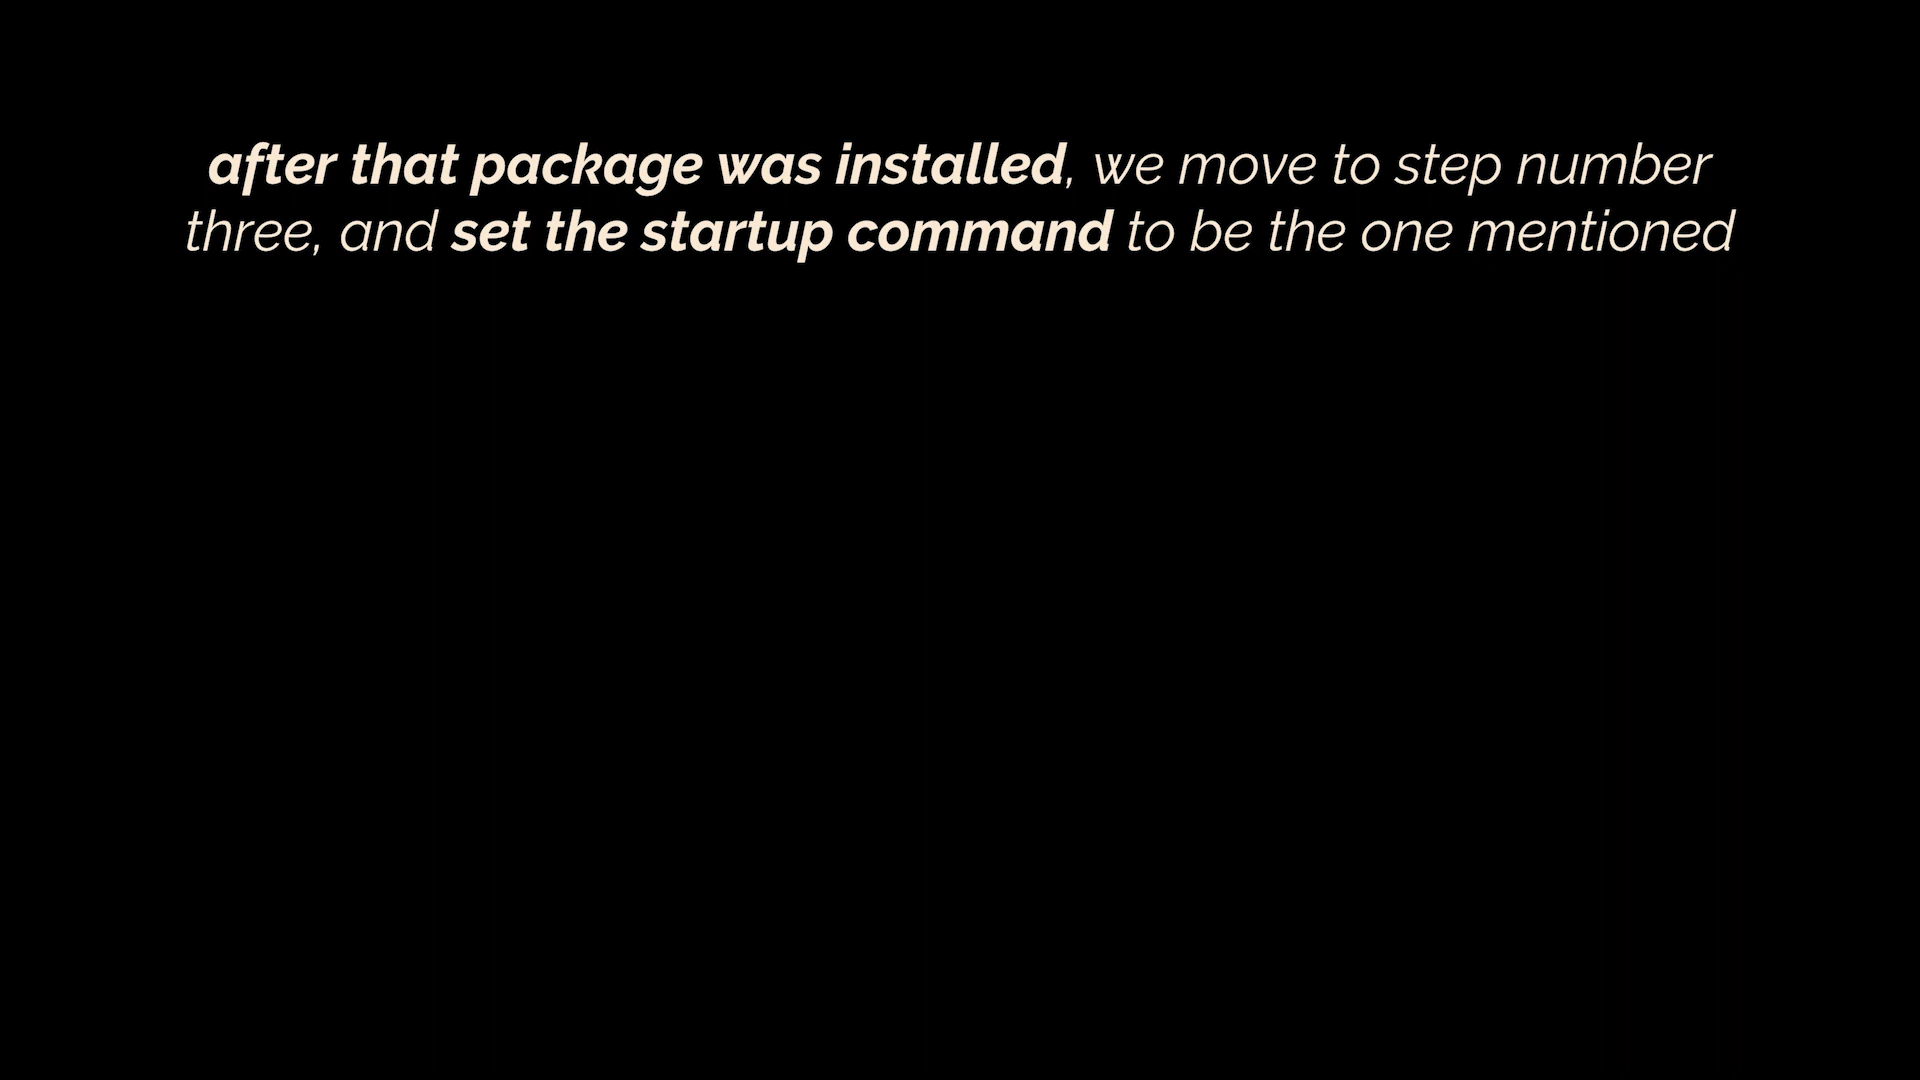 after that package was installed, we move to step number
three, and set the startup command to be the one mentioned